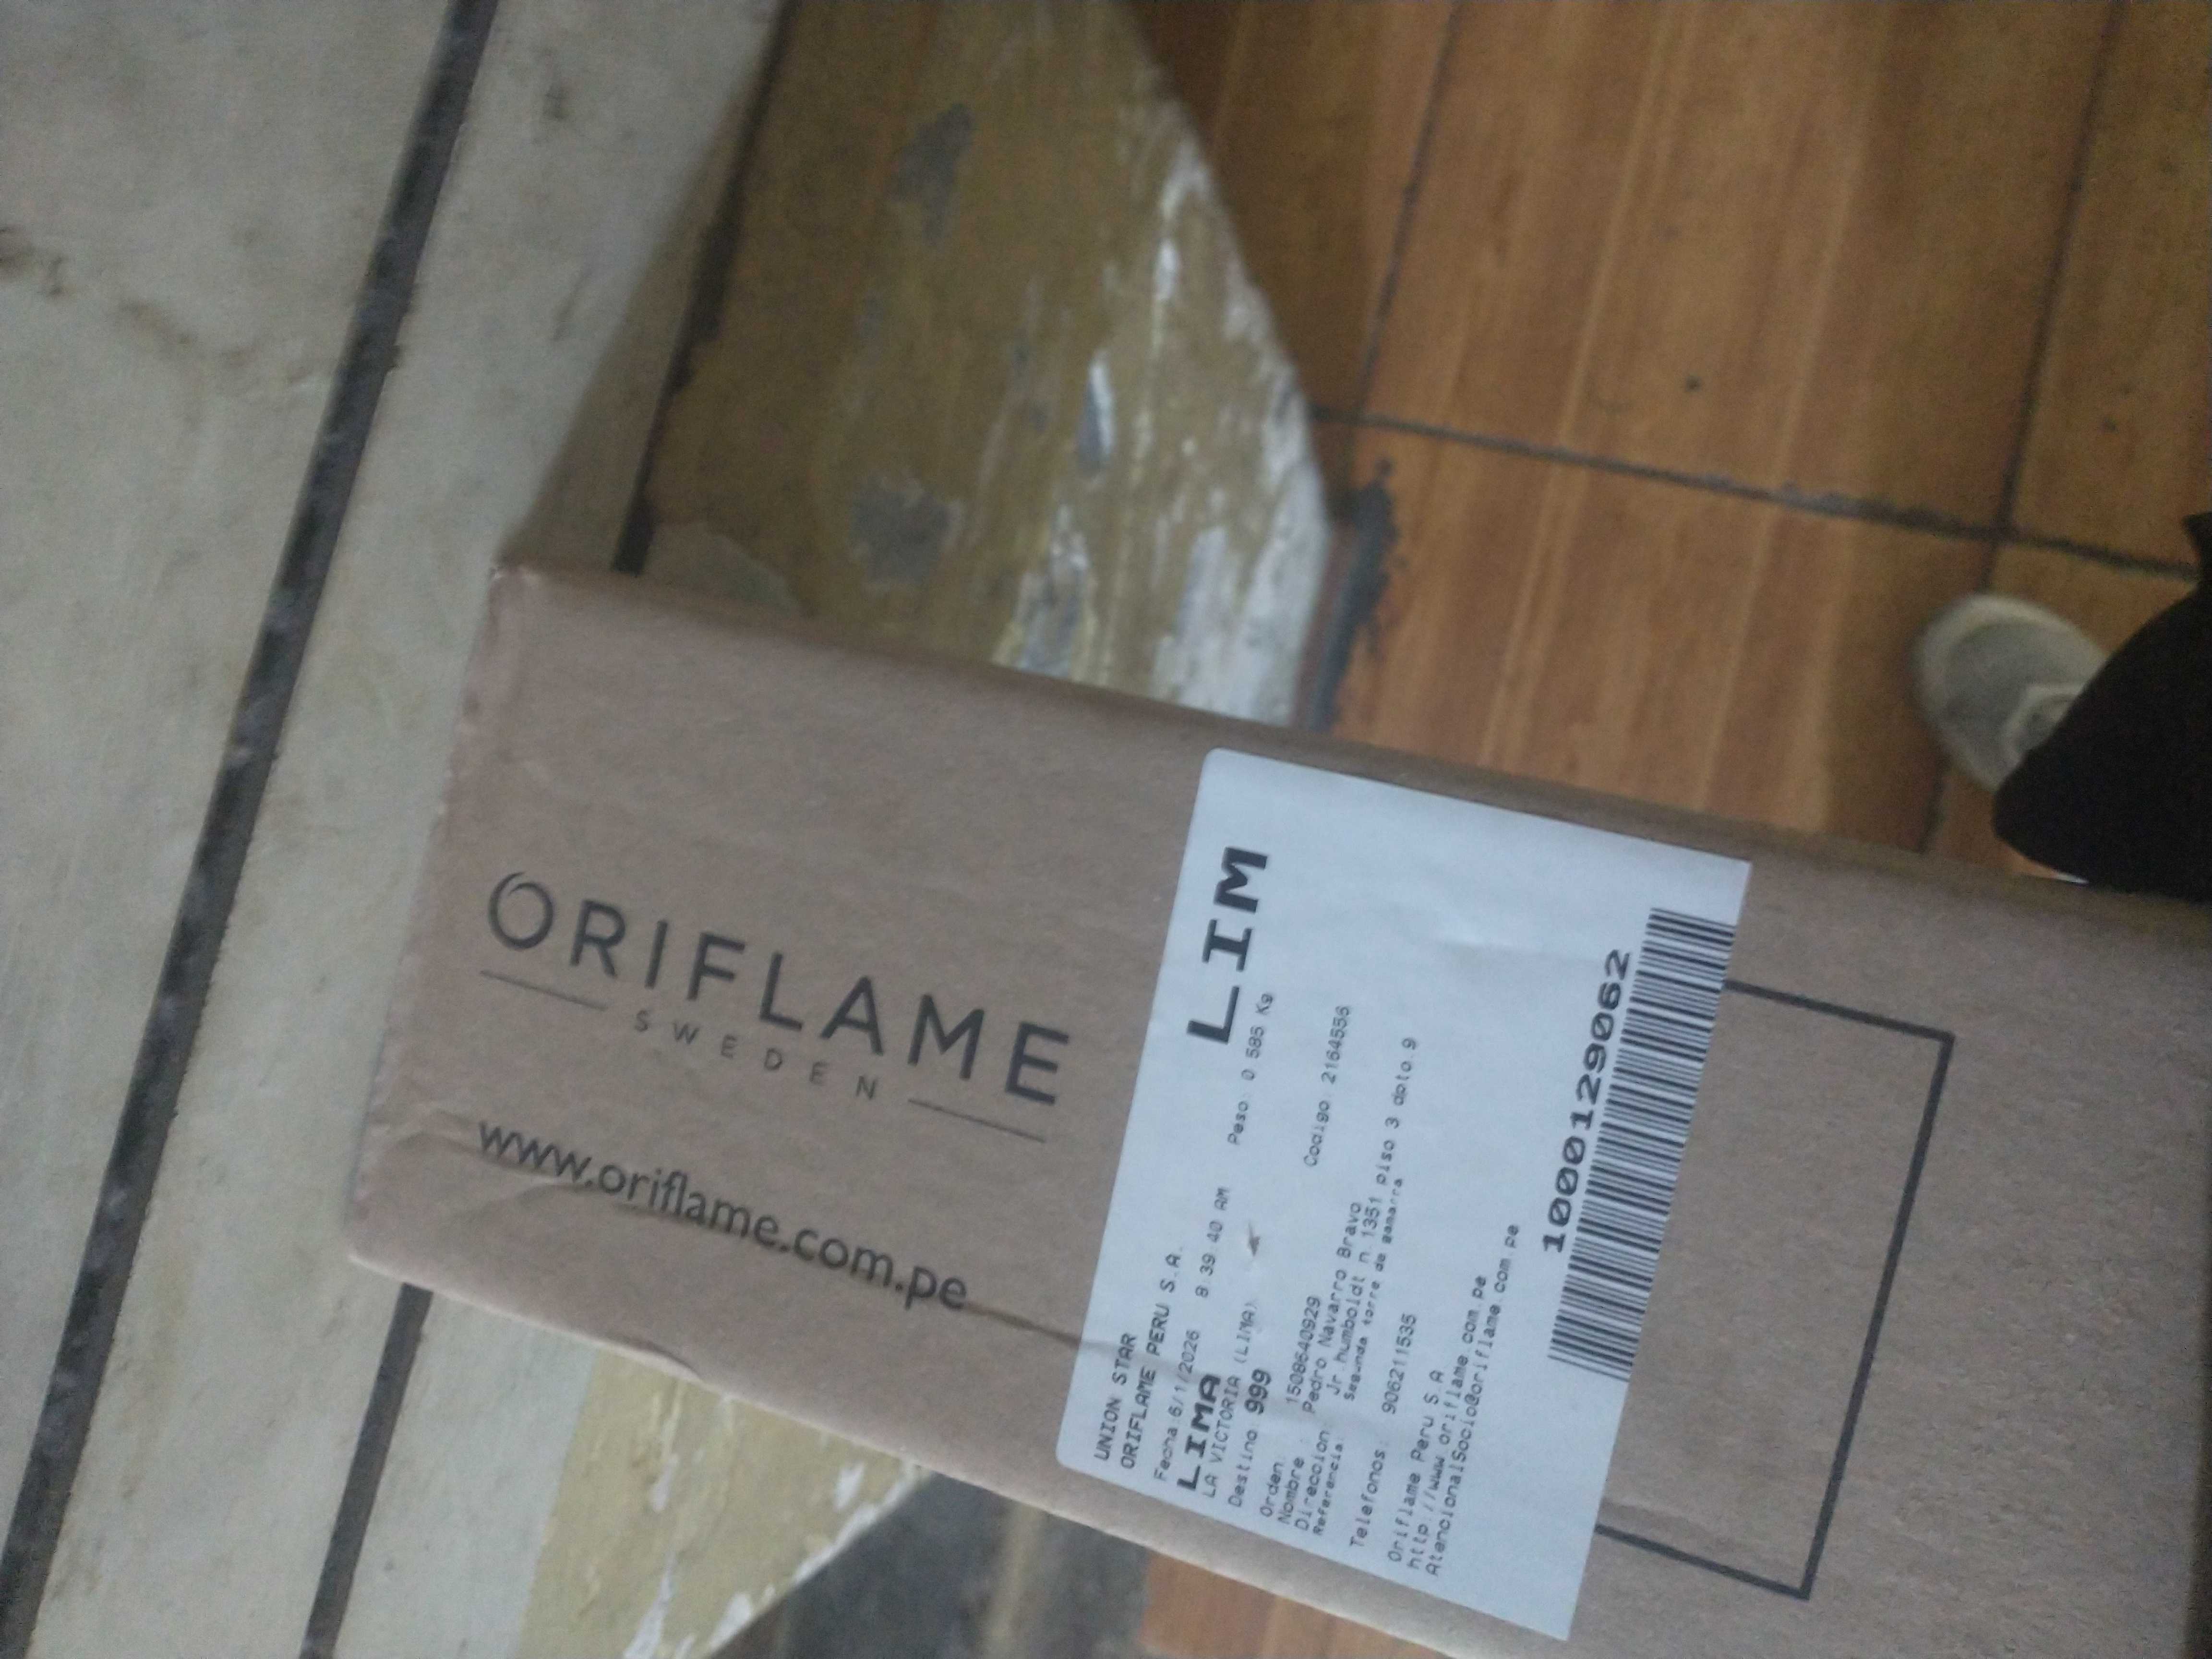 ORIFLAME
SWEDEN
www.oriflame.com.pe
UNION STAR
ORIFLAME PERU S.A.
Fecha 6/1/2026 8 39 40 AM Peso 0 585 Kg
LIMA LIM
LA VICTORIA (LIMA)
Destino 999
Orden 1508640929 Codigo 2164556
Nombre : Pedro Navarro Bravo
Direccion: Jr.humboldt n 1351 piso 3 dpto.9
Referencia: segunda torre de gamarra
Telefonos: 906211535
Oriflame Peru S A
http.//www oriflame com pe
AtencionalSocio@oriflame.com pe
1000129062